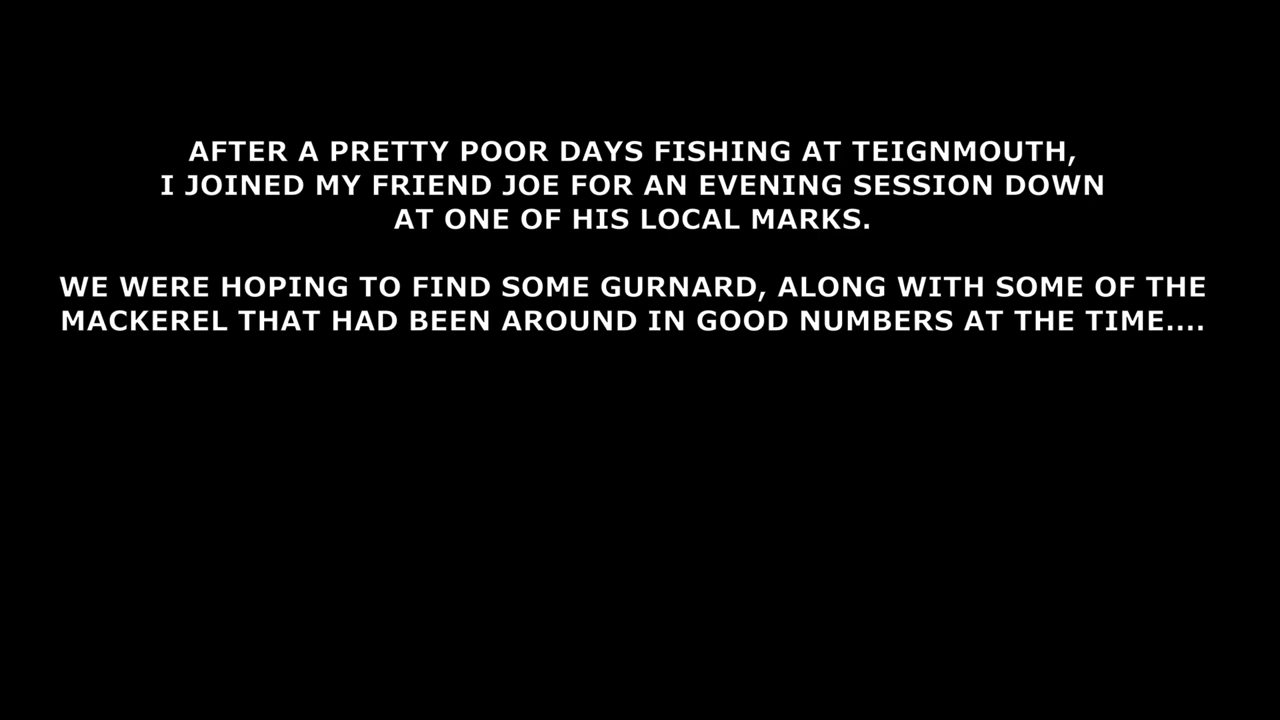 AFTER A PRETTY POOR DAYS FISHING AT TEIGNMOUTH,
I JOINED MY FRIEND JOE FOR AN EVENING SESSION DOWN
AT ONE OF HIS LOCAL MARKS.
WE WERE HOPING TO FIND SOME GURNARD, ALONG WITH SOME OF THE
MACKEREL THAT HAD BEEN AROUND IN GOOD NUMBERS AT THE TIME....